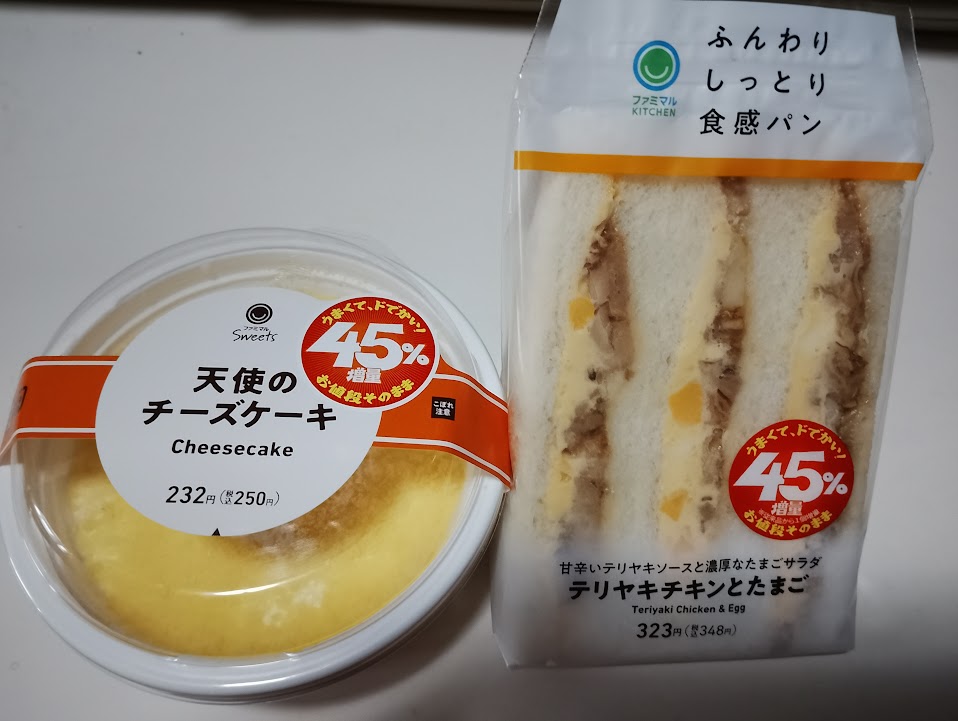 ファミマル
Sweets
天使の
チーズケーキ
Cheesecake
232円(税込250円)
うまくて、ドでかい!
45%
増量
お値段そのまま
こぼれ
注意
ファミマル
KITCHEN
ふんわり
しっとり
食感パン
うまくて、ドでかい!
45%
増量
お値段そのまま
甘辛いテリヤキソースと濃厚なたまごサラダ
テリヤキチキンとたまご
Teriyaki Chicken & Egg
323円(税込348円)